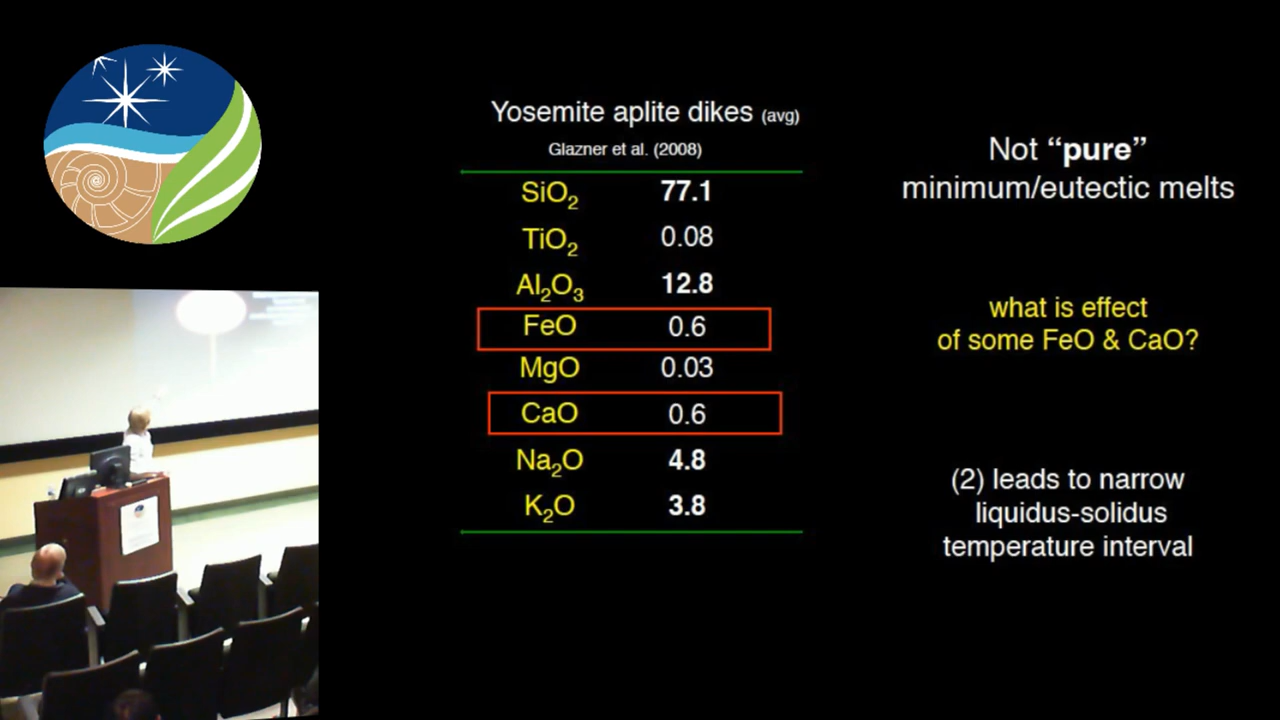 Yosemite aplite dikes (avg)
Glazner et al. (2008)
SiO₂ 77.1
TiO₂ 0.08
Al₂O₃ 12.8
FeO 0.6
MgO 0.03
CaO 0.6
Na₂O 4.8
K₂O 3.8
Not “pure”
minimum/eutectic melts
what is effect
of some FeO & CaO?
(2) leads to narrow
liquidus-solidus
temperature interval